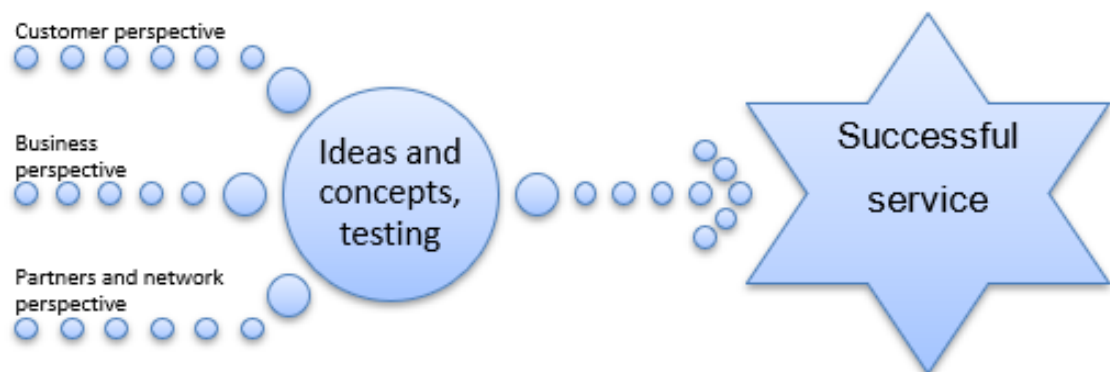 Customer perspective
Business
perspective
Partners and network
perspective
Ideas and
concepts,
testing
Successful
service